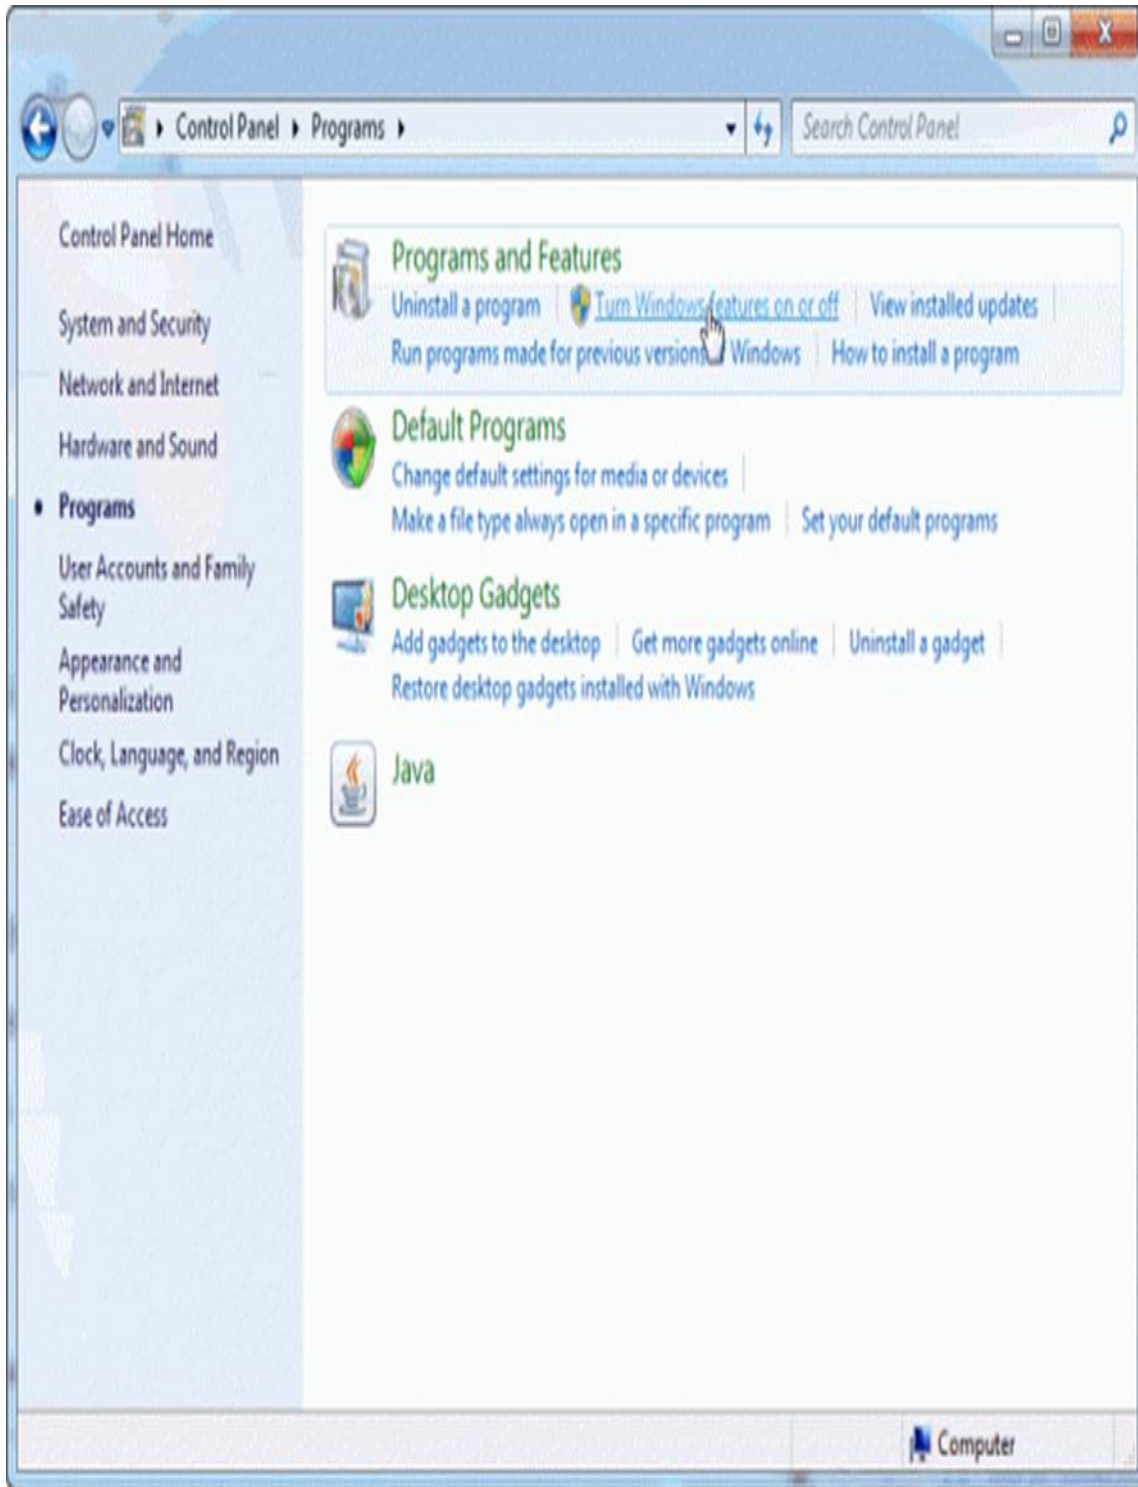 Control Panel Programs
Search Control Panel
Control Panel Home
System and Security
Network and Internet
Hardware and Sound
Programs
User Accounts and Family
Safety
Appearance and
Personalization
Clock, Language, and Region
Ease of Access
Programs and Features
Uninstall a program Turn Windows features on or off View installed updates
Run programs made for previous versions Windows How to install a program
Default Programs
Change default settings for media or devices
Make a file type always open in a specific program Set your default programs
Desktop Gadgets
Add gadgets to the desktop Get more gadgets online Uninstall a gadget
Restore desktop gadgets installed with Windows
Java
Computer